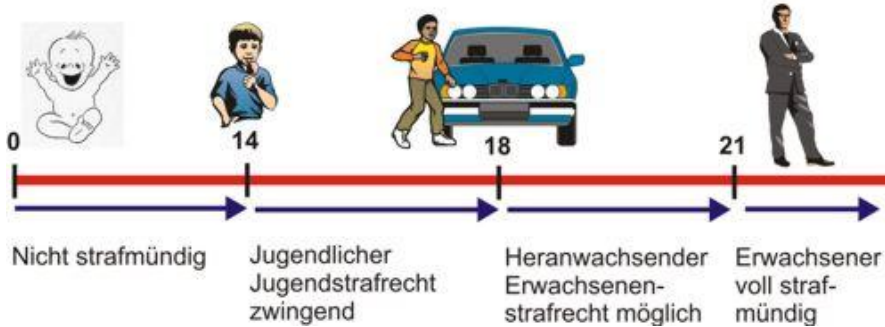 0
14
18
21
Nicht strafmündig
Jugendlicher
Jugendstrafrecht
zwingend
Heranwachsender
Erwachsenen-
strafrecht möglich
Erwachsener
voll straf-
mündig